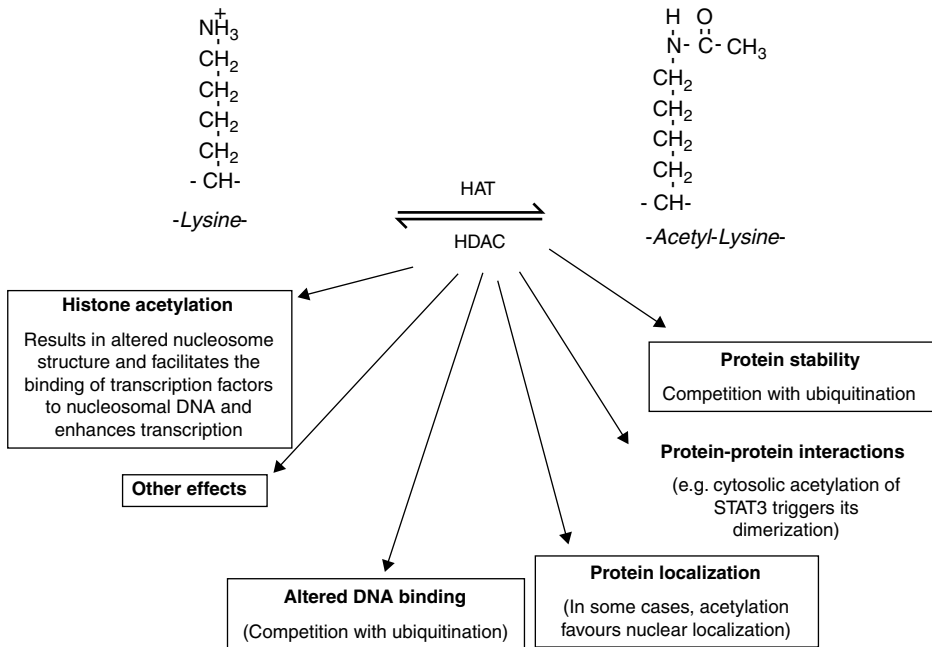 +
NH3
CH2
CH2
CH2
CH2
- CH-
-Lysine-
H O
N- C- CH3
CH2
CH2
CH2
CH2
- CH-
-Acetyl-Lysine-
HAT
HDAC
Histone acetylation
Results in altered nucleosome
structure and facilitates the
binding of transcription factors
to nucleosomal DNA and
enhances transcription
Other effects
Altered DNA binding
(Competition with ubiquitination)
Protein localization
(In some cases, acetylation
favours nuclear localization)
Protein-protein interactions
(e.g. cytosolic acetylation of
STAT3 triggers its
dimerization)
Protein stability
Competition with ubiquitination